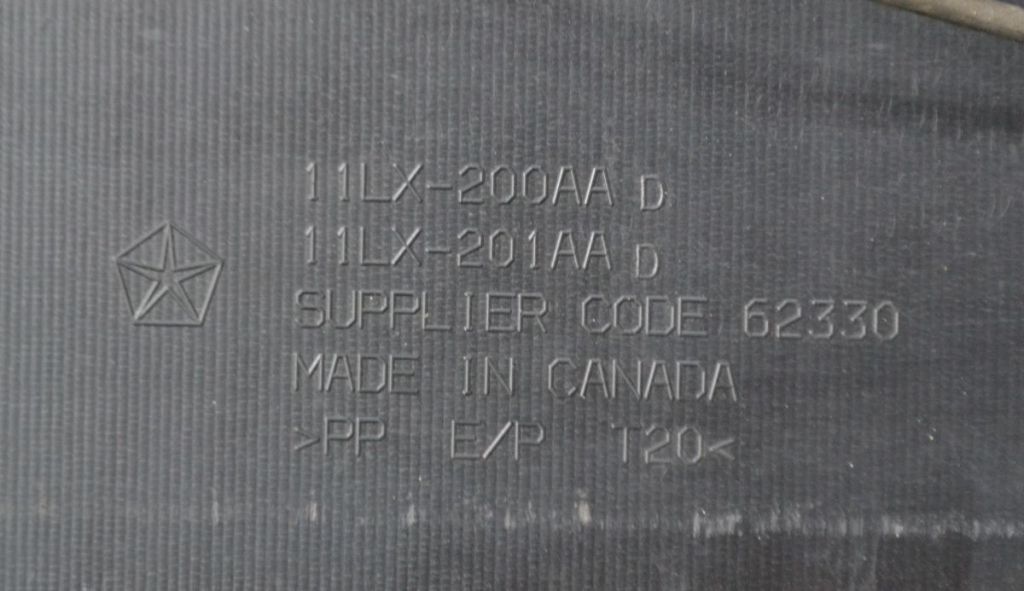 11LX-200AA D
11LX-201AA D
SUPPLIER CODE 62330
MADE IN CANADA
>PP E/P T20<